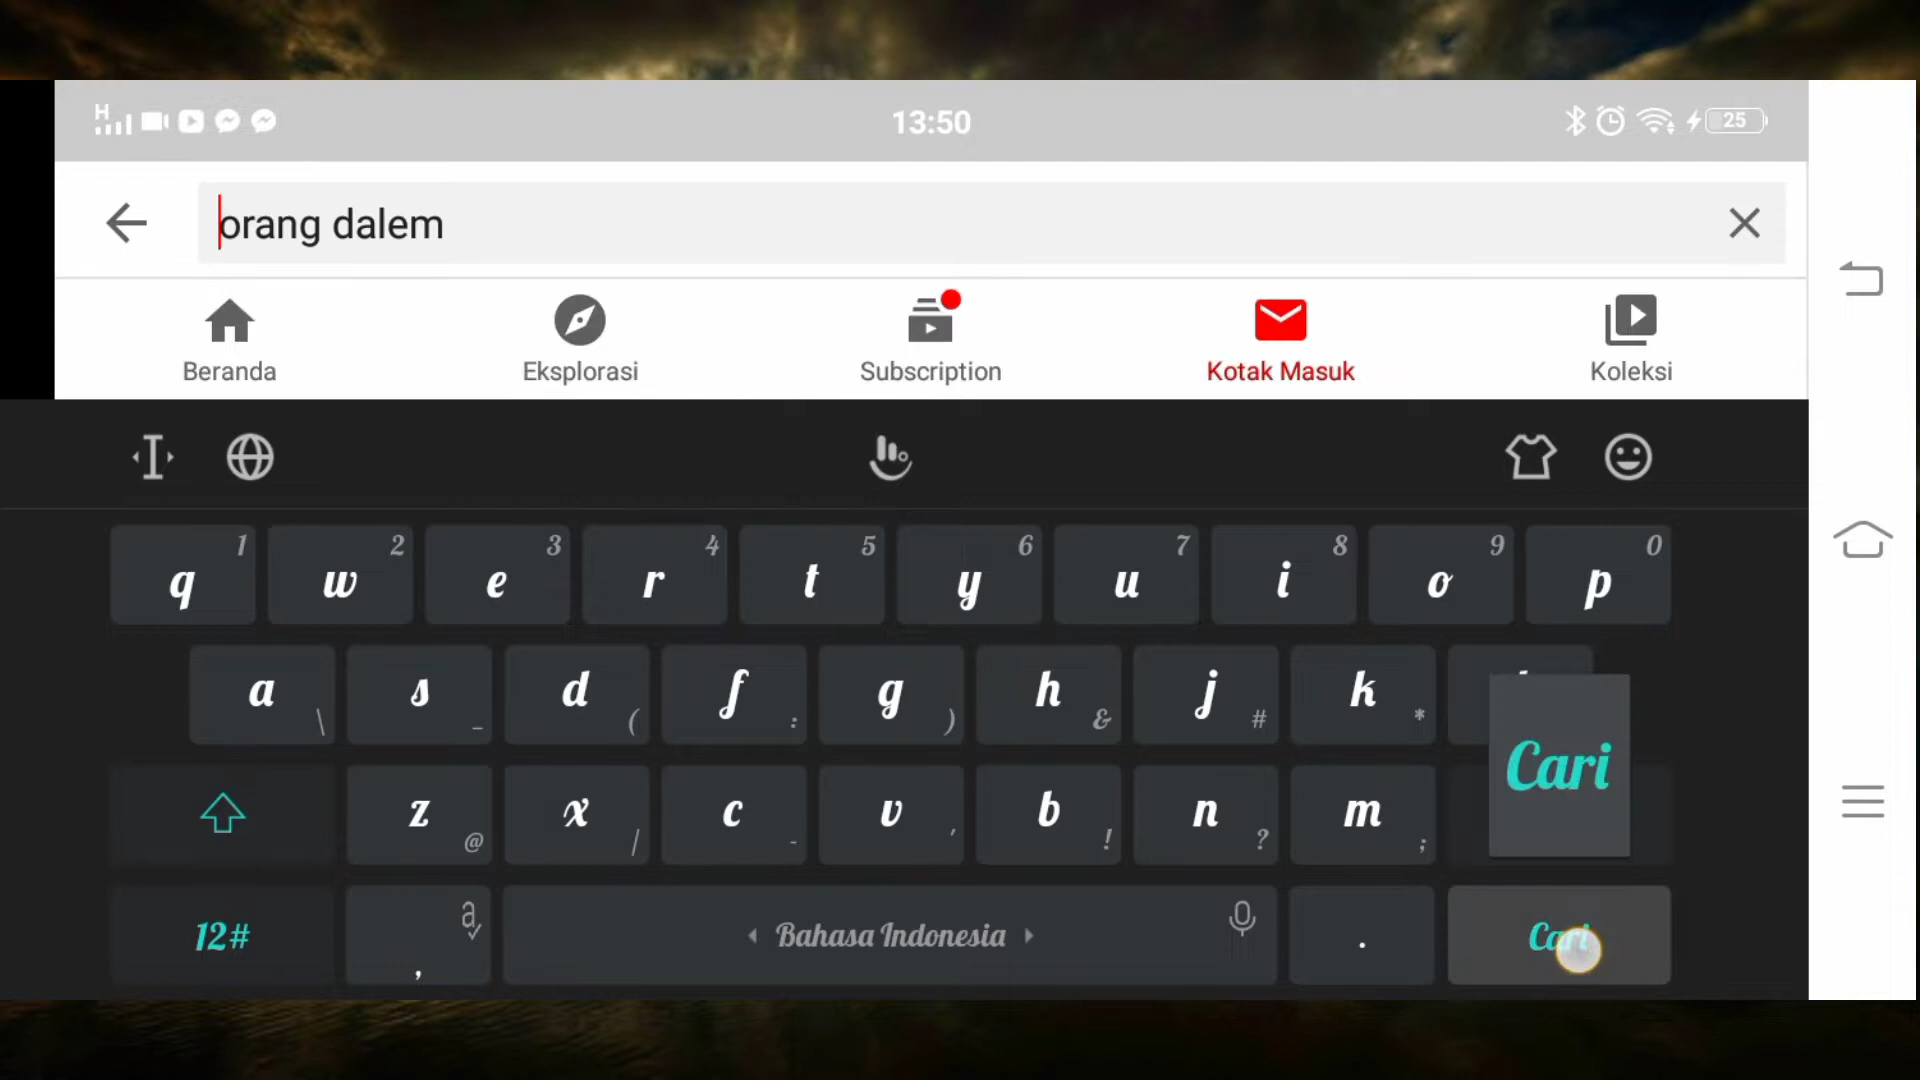 H
13:50
25
orang dalem
Beranda
Eksplorasi
Subscription
Kotak Masuk
Koleksi
1 2 3 4 5 6 7 8 9 0
q w e r t y u i o p
a s d f g h j k
\ _ ( : ) & # *
Cari
z x c v b n m
@ / - ' ! ? ;
12# , a Bahasa Indonesia . Cari